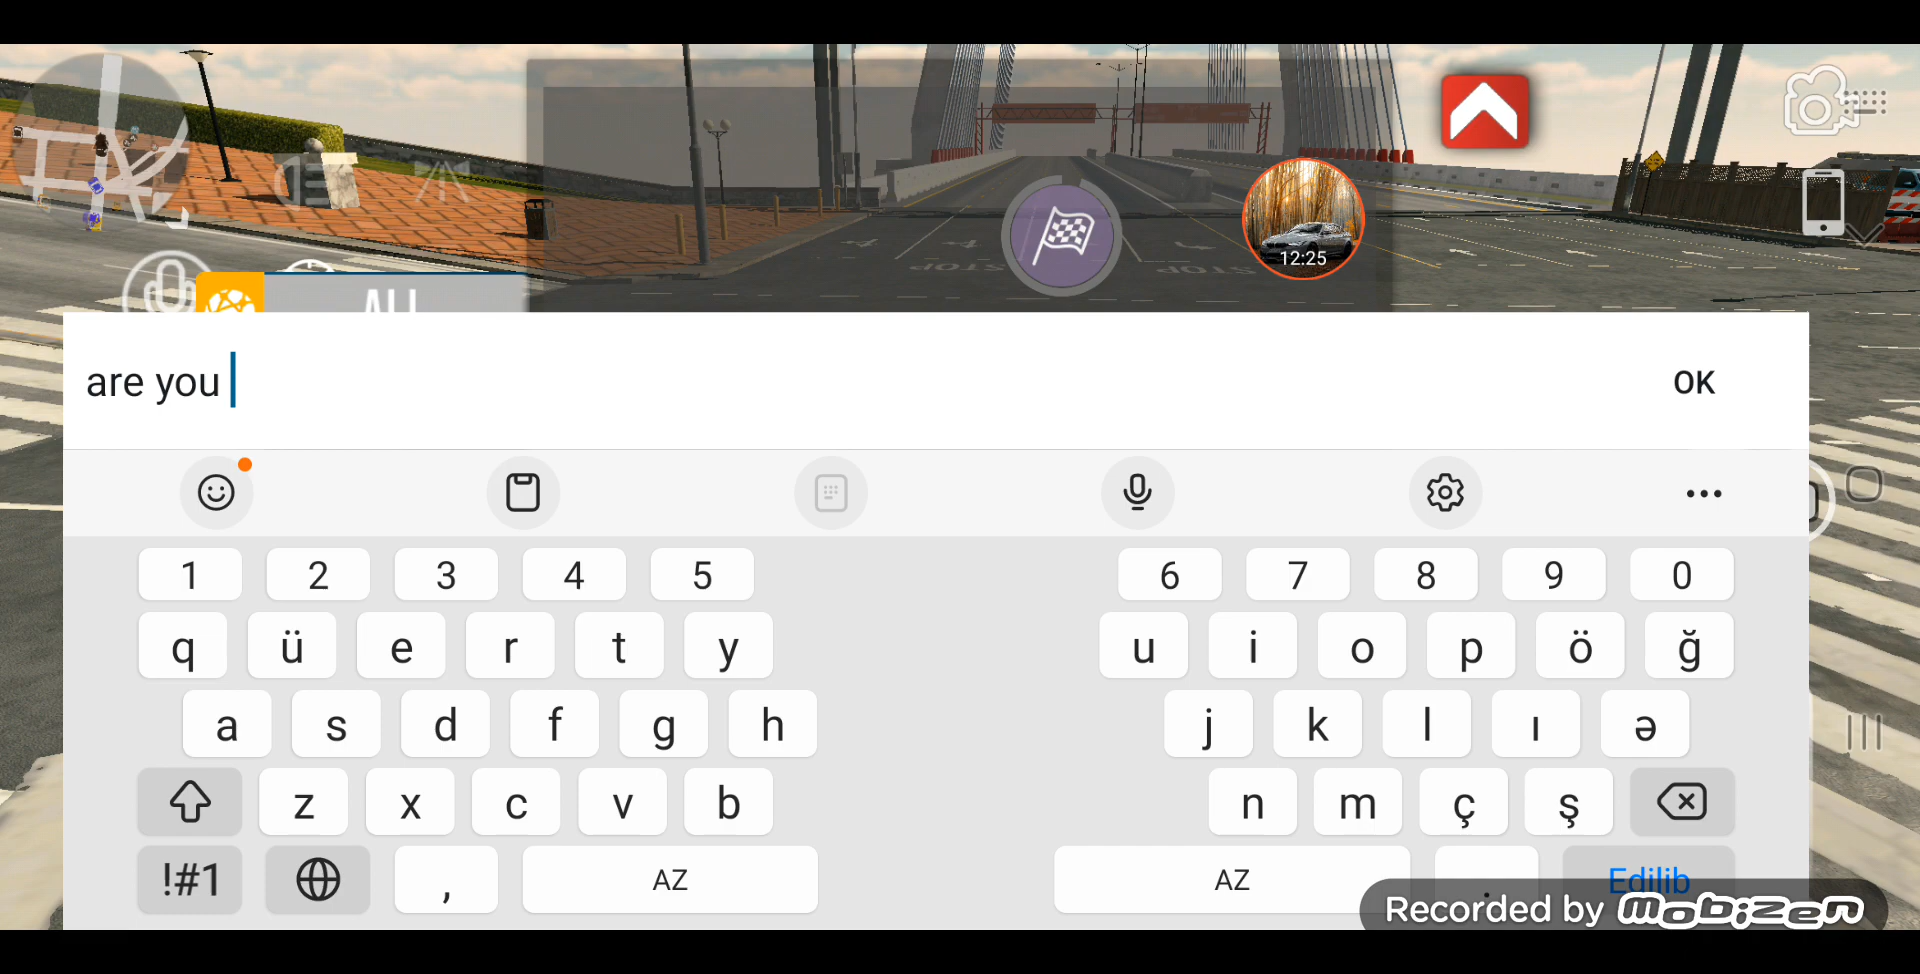 ALL
12:25
are you
OK
1 2 3 4 5 6 7 8 9 0
q ü e r t y u i o p ö ğ
a s d f g h j k l ı ə
z x c v b n m ç ş
!#1 , AZ AZ . Edilib
Recorded by mobizen